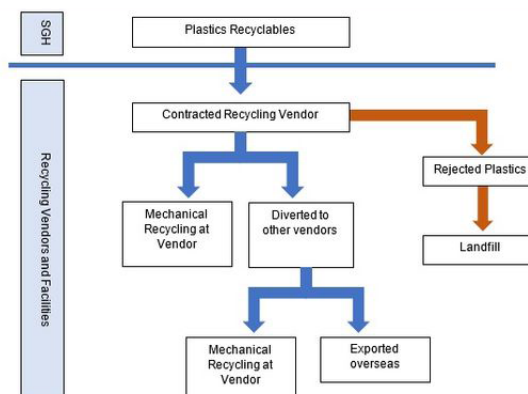 SGH
Plastics Recyclables
Recycling Vendors and Facilities
Contracted Recycling Vendor
Rejected Plastics
Mechanical
Recycling at
Vendor
Diverted to
other vendors
Landfill
Mechanical
Recycling at
Vendor
Exported
overseas